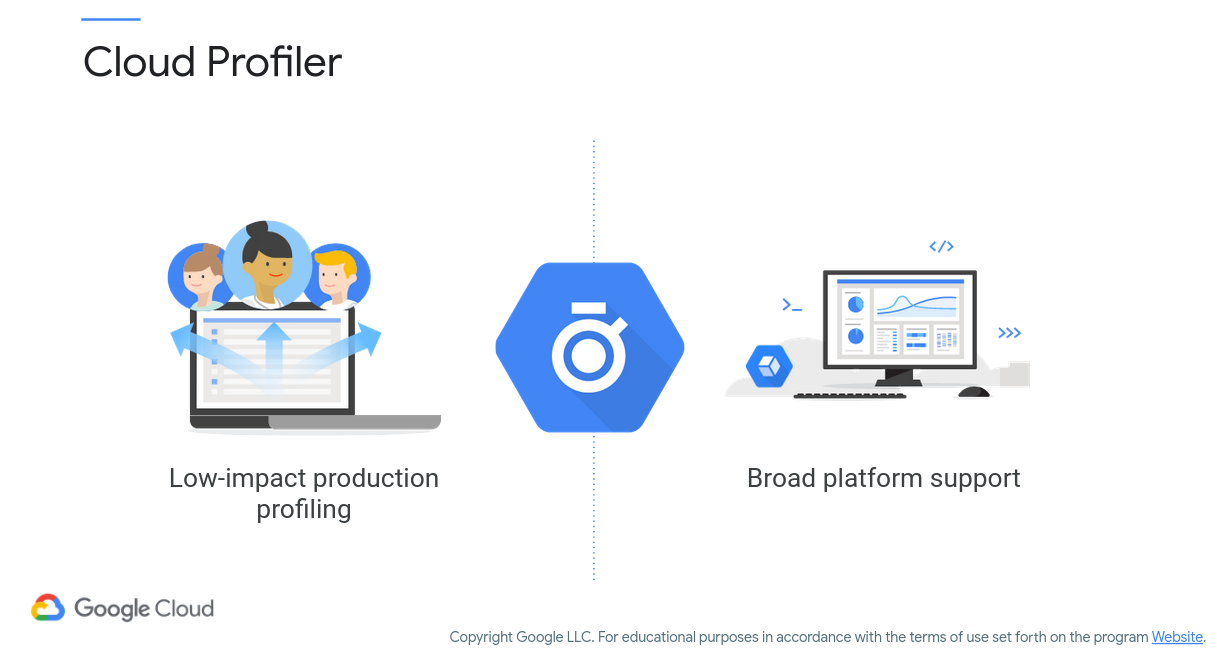 Cloud Profiler
</>
>_
>>>
Low-impact production
profiling
Broad platform support
Google Cloud
Copyright Google LLC. For educational purposes in accordance with the terms of use set forth on the program Website.